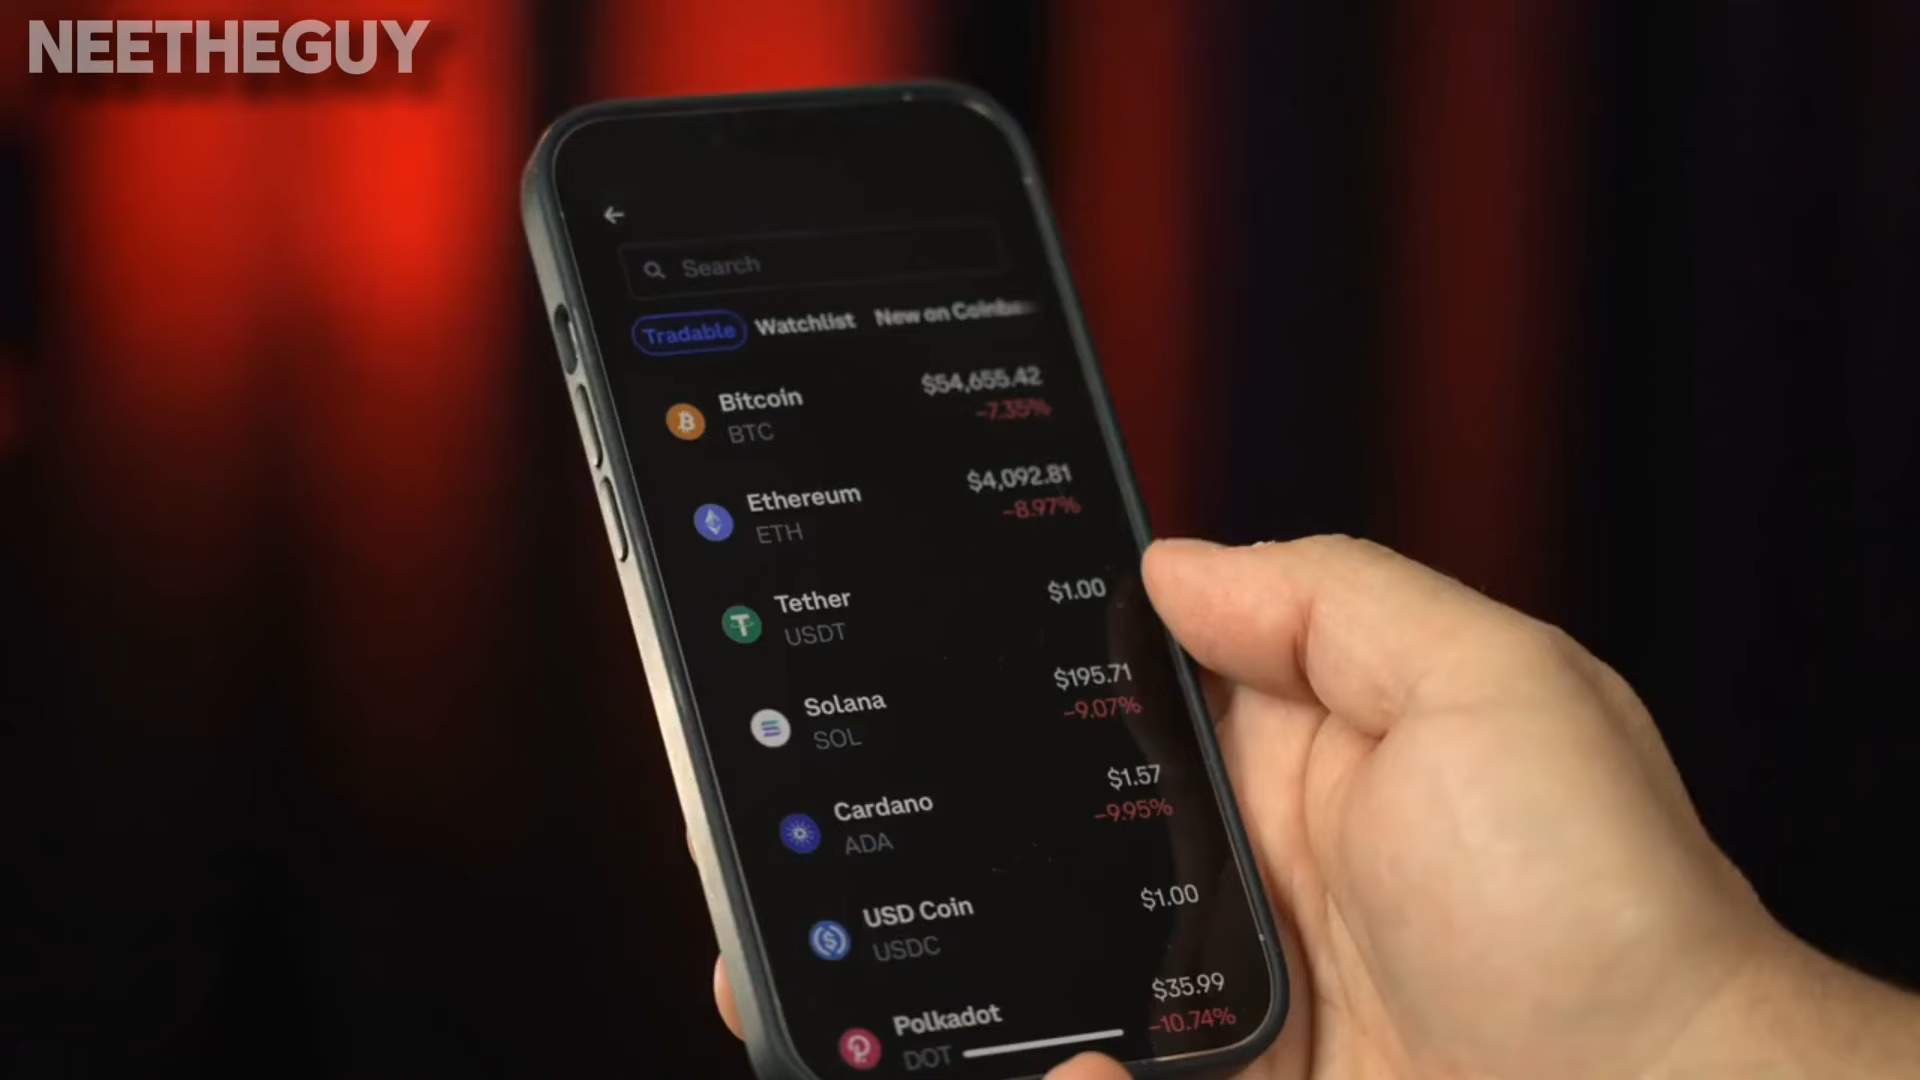 NEETHEGUY
Search
Tradable Watchlist New on
Bitcoin $54,655.42
BTC -7.35%
Ethereum $4,092.81
ETH -8.97%
Tether $1.00
USDT
Solana $195.71
SOL -9.07%
Cardano $1.57
ADA -9.95%
USD Coin $1.00
USDC
Polkadot $35.99
DOT -10.74%